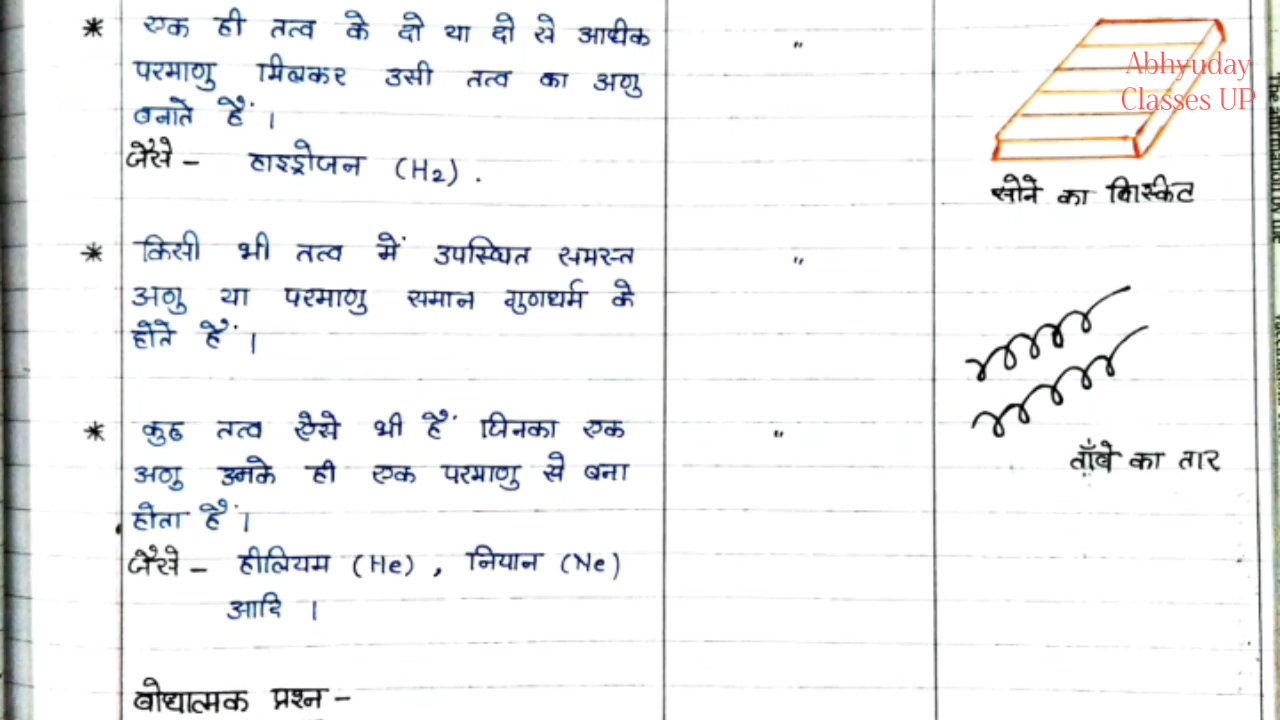 * एक ही तत्व के दो या दो से अधिक
परमाणु मिलकर उसी तत्व का अणु
बनाते हैं ।
जैसे - हाइड्रोजन (H₂) .
"
* किसी भी तत्व में उपस्थित समस्त
अणु या परमाणु समान गुणधर्म के
होते हैं ।
"
* कुछ तत्व ऐसे भी हैं जिनका एक
अणु उनके ही एक परमाणु से बना
होता है ।
"
जैसे - हीलियम (He) , नियान (Ne)
आदि ।
बोधात्मक प्रश्न -
Abhyuday
Classes UP
सोने का बिस्किट
ताँबे का तार